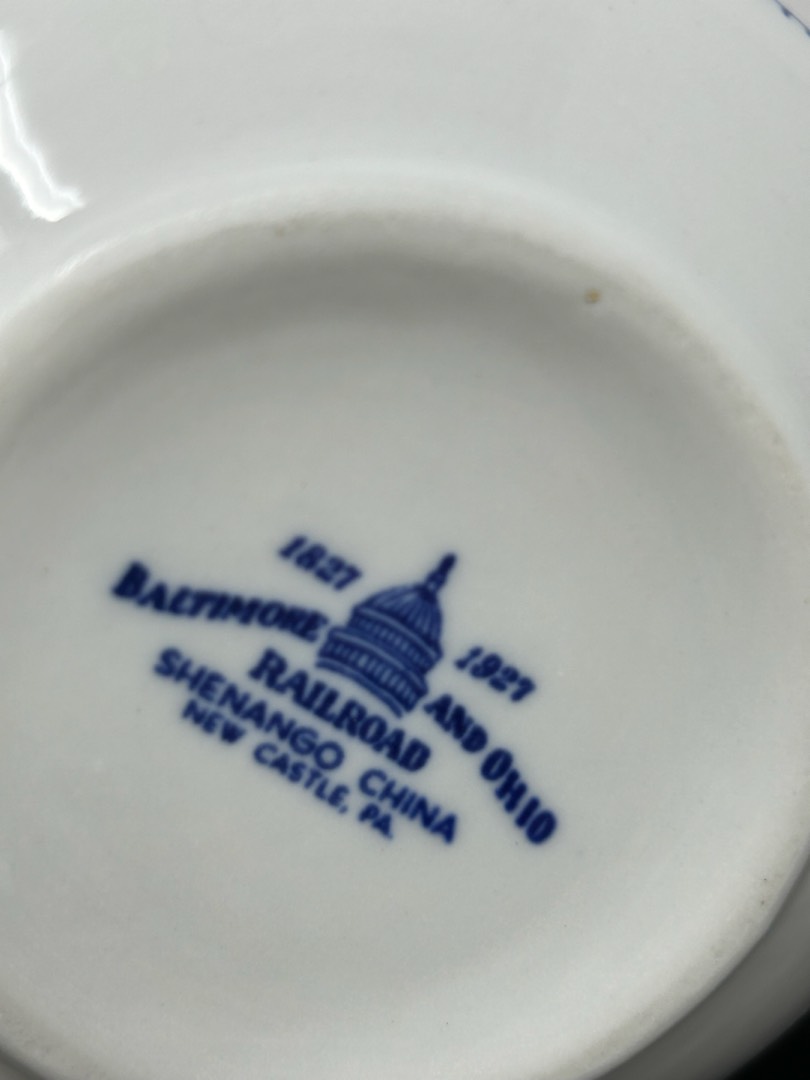 1827 1927
BALTIMORE AND OHIO
RAILROAD
SHENANGO CHINA
NEW CASTLE, PA.